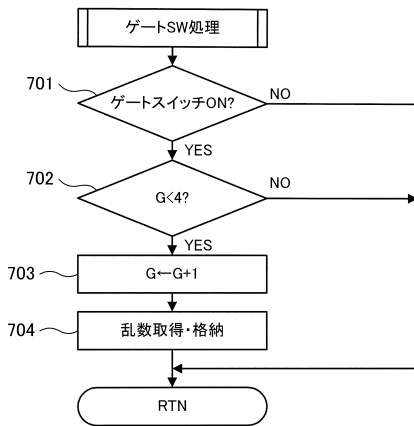 ゲートSW処理
701
ゲートスイッチON?
NO
YES
702
G<4?
NO
YES
703
G←G+1
704
乱数取得・格納
RTN